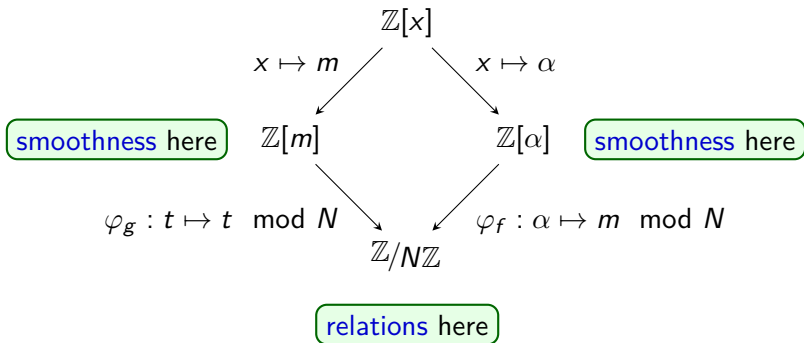 ℤ[x]
x ↦ m x ↦ α
smoothness here ℤ[m] ℤ[α] smoothness here
φ_g : t ↦ t mod N φ_f : α ↦ m mod N
ℤ/Nℤ
relations here